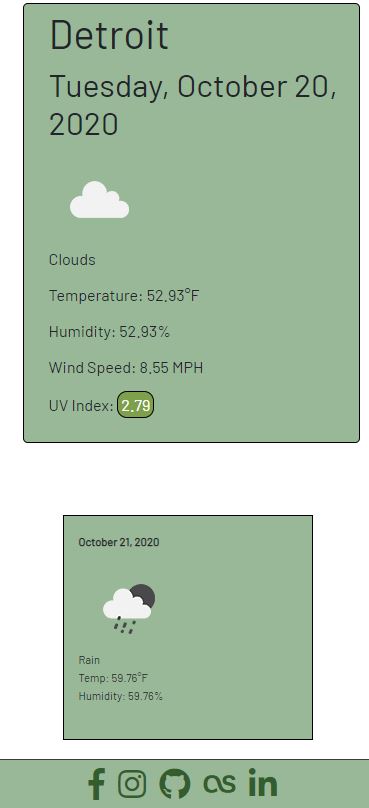 Detroit
Tuesday, October 20,
2020
Clouds
Temperature: 52.93°F
Humidity: 52.93%
Wind Speed: 8.55 MPH
UV Index: 2.79
October 21, 2020
Rain
Temp: 59.76°F
Humidity: 59.76%